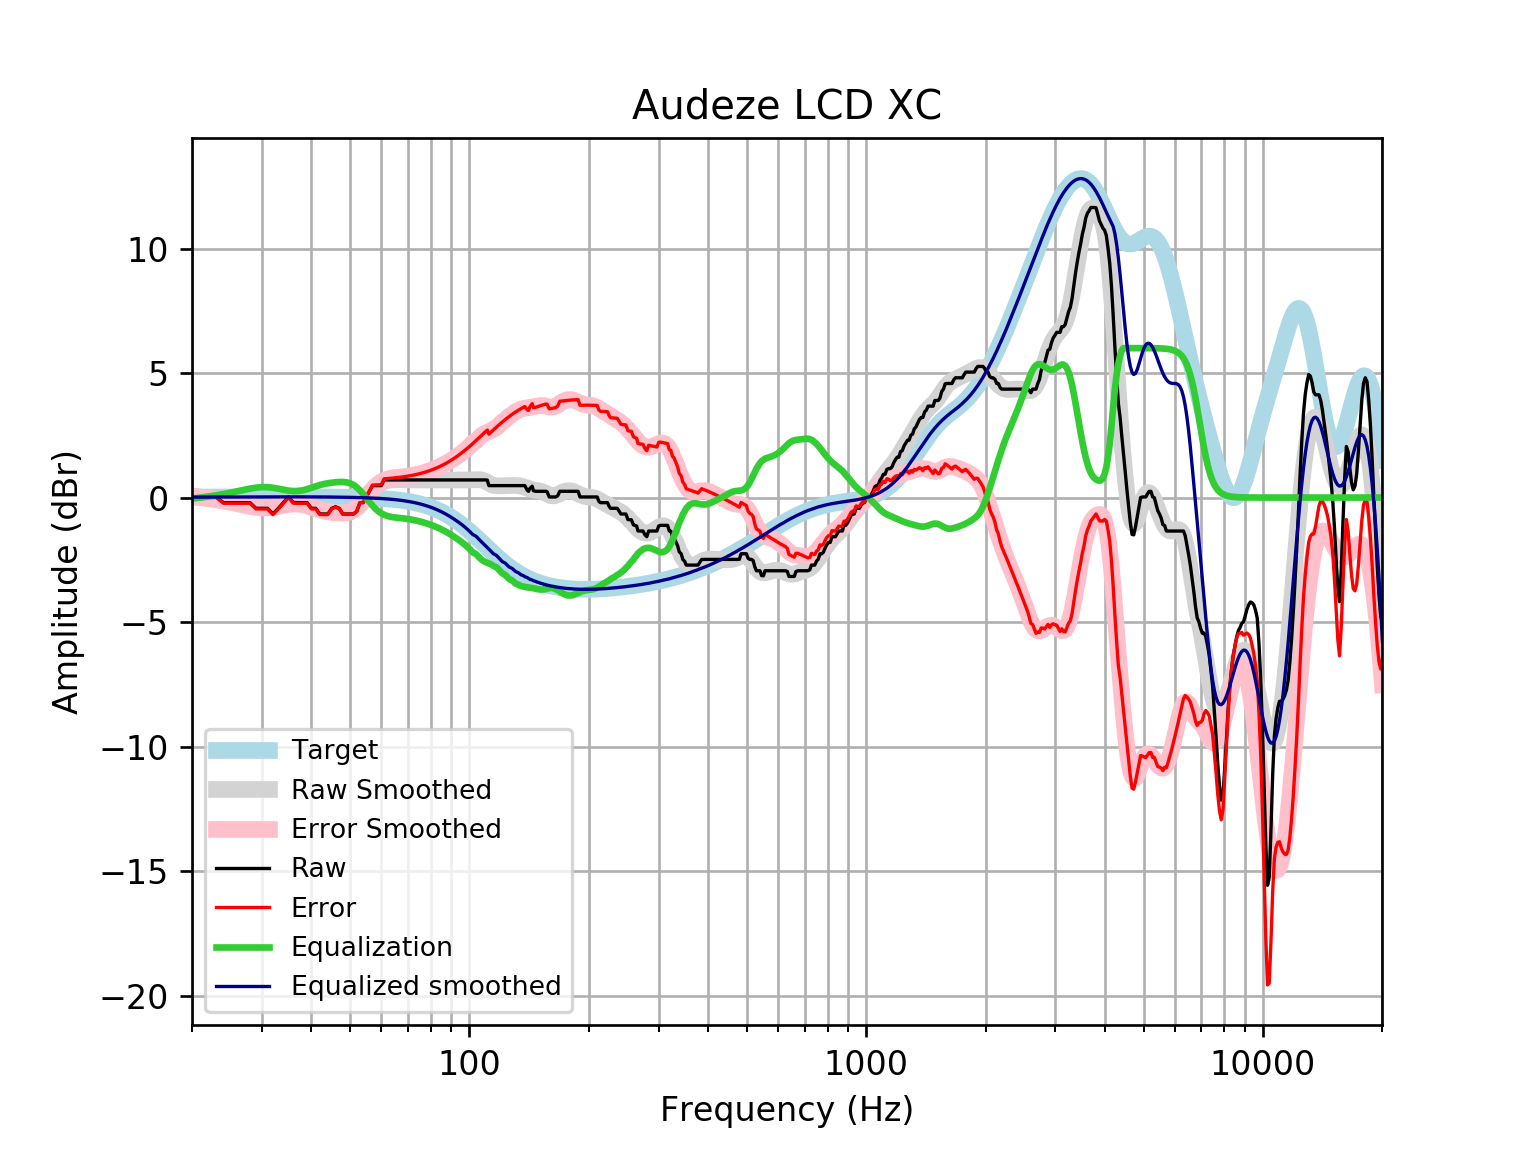 Audeze LCD XC
Amplitude (dBr)
10
5
0
−5
−10
−15
−20
Target
Raw Smoothed
Error Smoothed
Raw
Error
Equalization
Equalized smoothed
100 1000 10000
Frequency (Hz)